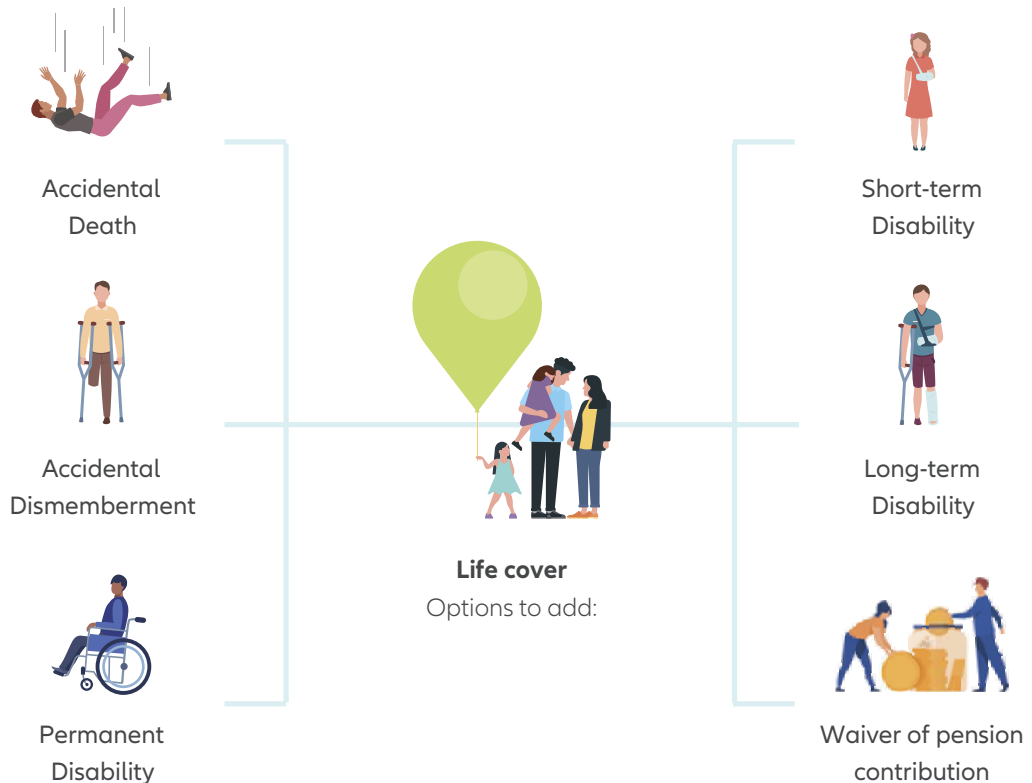 Accidental
Death
Accidental
Dismemberment
Permanent
Disability
Life cover
Options to add:
Short-term
Disability
Long-term
Disability
Waiver of pension
contribution